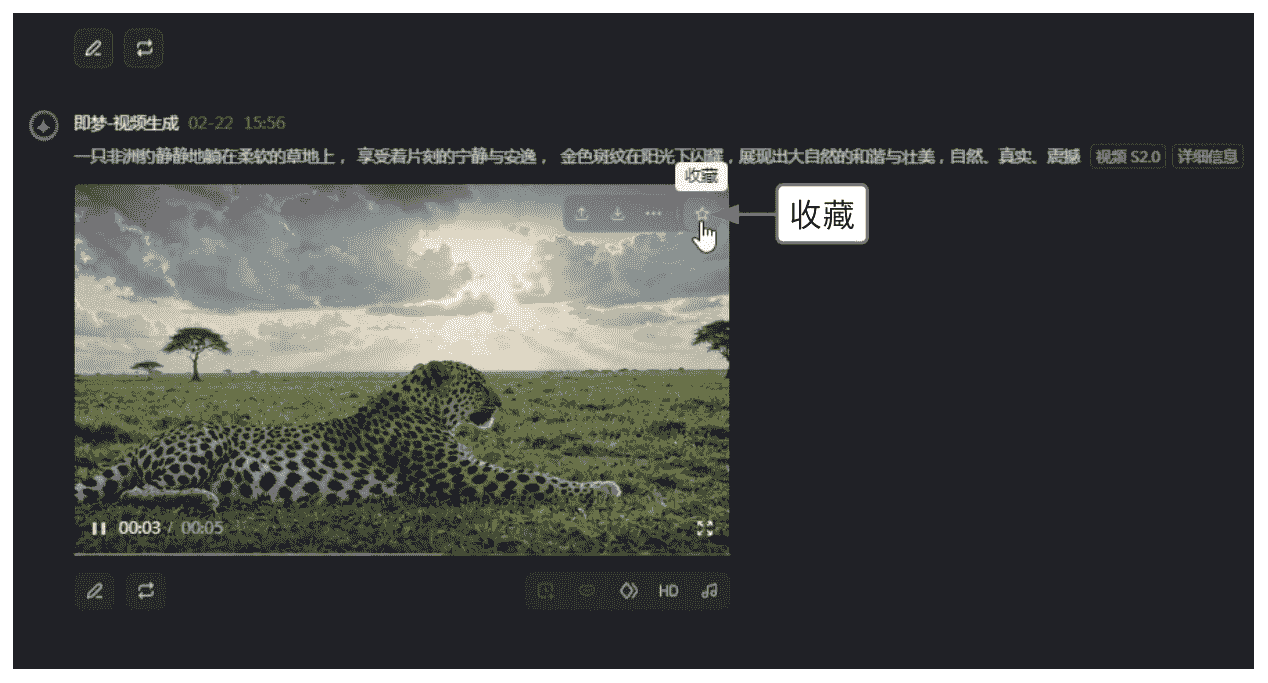 即梦-视频生成 02-22 15:56
一只非洲豹静静地躺在柔软的草地上， 享受着片刻的宁静与安逸， 金色斑纹在阳光下闪耀，展现出大自然的和谐与壮美，自然、真实、震撼 视频 S2.0 详细信息
收藏
收藏
00:03 / 00:05
HD